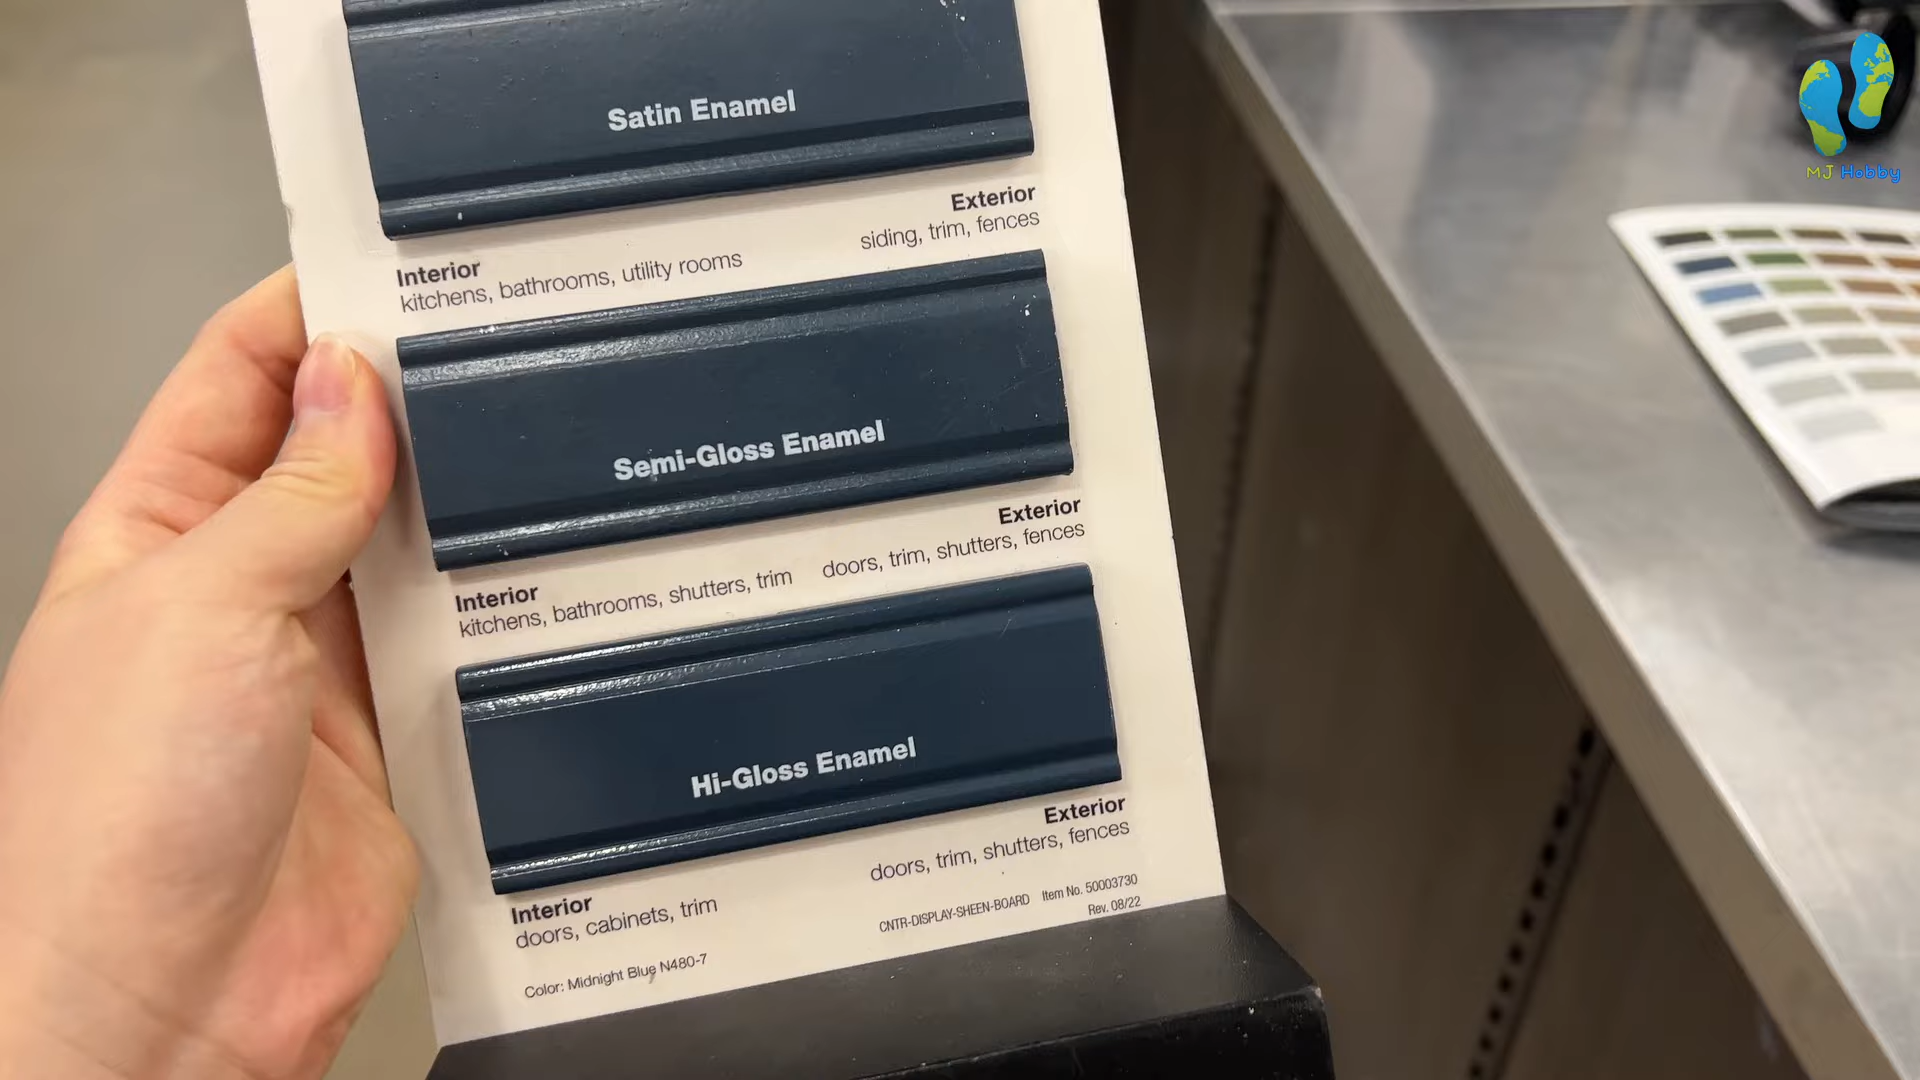 MJ Hobby
Satin Enamel
Interior
kitchens, bathrooms, utility rooms
Exterior
siding, trim, fences
Semi-Gloss Enamel
Interior
kitchens, bathrooms, shutters, trim
Exterior
doors, trim, shutters, fences
Hi-Gloss Enamel
Interior
doors, cabinets, trim
Exterior
doors, trim, shutters, fences
CNTR-DISPLAY-SHEEN-BOARD Item No. 50003730
Rev. 08/22
Color: Midnight Blue N480-7